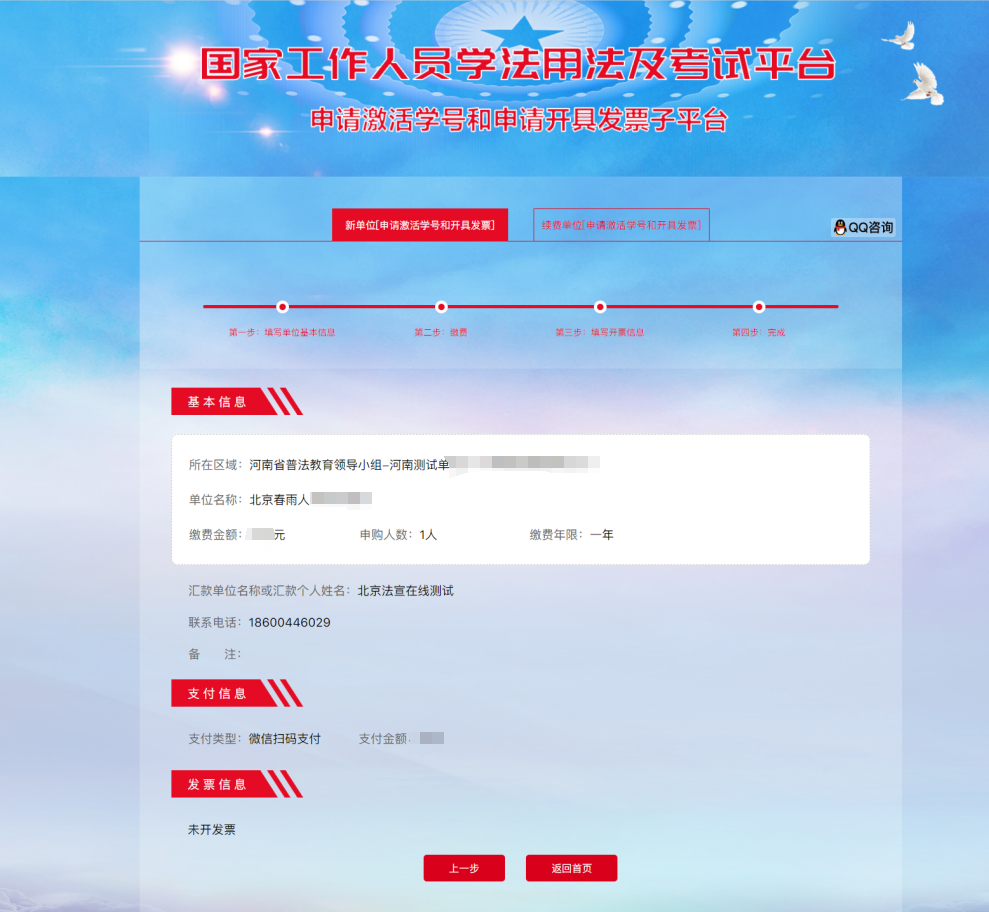 国家工作人员学法用法及考试平台
申请激活学号和申请开具发票子平台
新单位[申请激活学号和开具发票] 续费单位[申请激活学号和开具发票] QQ咨询
第一步：填写单位基本信息 第二步：缴费 第三步：填写开票信息 第四步：完成
基本信息
所在区域：河南省普法教育领导小组–河南测试单
单位名称：北京春雨人
缴费金额： 元 申购人数：1人 缴费年限：一年
汇款单位名称或汇款个人姓名：北京法宣在线测试
联系电话：18600446029
备 注：
支付信息
支付类型：微信扫码支付 支付金额
发票信息
未开发票
上一步 返回首页